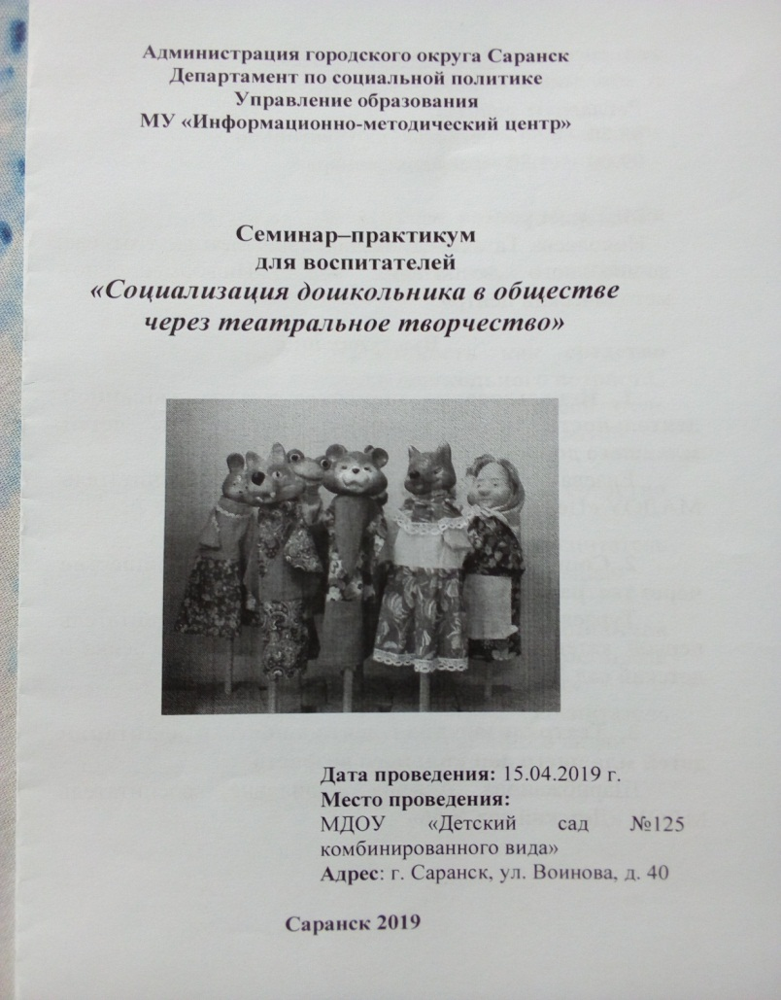 Администрация городского округа Саранск
Департамент по социальной политике
Управление образования
МУ «Информационно-методический центр»
Семинар–практикум
для воспитателей
«Социализация дошкольника в обществе
через театральное творчество»
Дата проведения: 15.04.2019 г.
Место проведения:
МДОУ «Детский сад №125
комбинированного вида»
Адрес: г. Саранск, ул. Воинова, д. 40
Саранск 2019